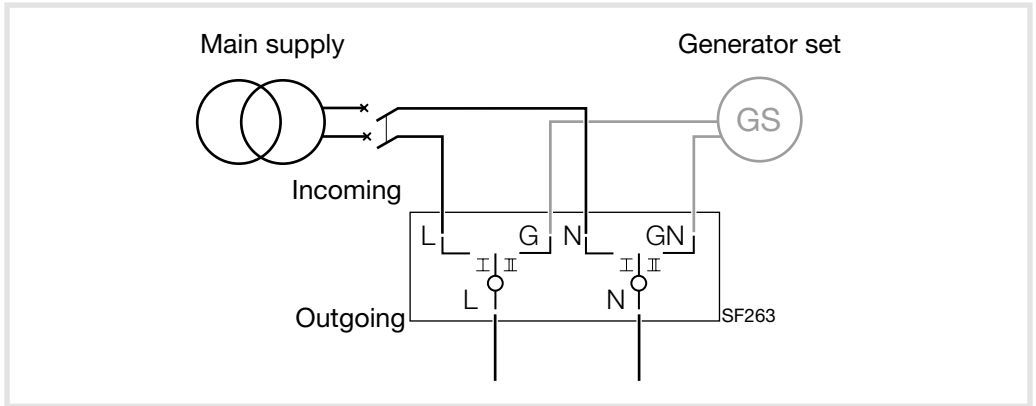 Main supply
Generator set
GS
Incoming
L G N GN
I II I II
L N
Outgoing
SF263